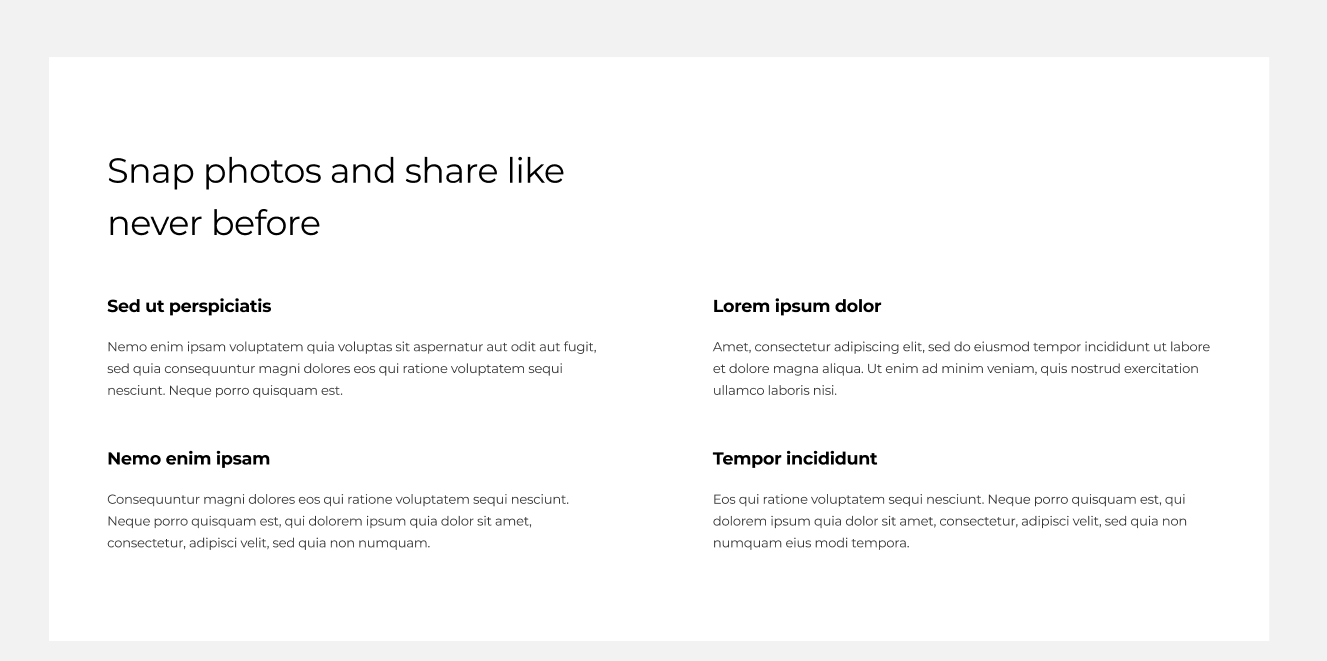 Snap photos and share like
never before
Sed ut perspiciatis
Nemo enim ipsam voluptatem quia voluptas sit aspernatur aut odit aut fugit,
sed quia consequuntur magni dolores eos qui ratione voluptatem sequi
nesciunt. Neque porro quisquam est.
Lorem ipsum dolor
Amet, consectetur adipiscing elit, sed do eiusmod tempor incididunt ut labore
et dolore magna aliqua. Ut enim ad minim veniam, quis nostrud exercitation
ullamco laboris nisi.
Nemo enim ipsam
Consequuntur magni dolores eos qui ratione voluptatem sequi nesciunt.
Neque porro quisquam est, qui dolorem ipsum quia dolor sit amet,
consectetur, adipisci velit, sed quia non numquam.
Tempor incididunt
Eos qui ratione voluptatem sequi nesciunt. Neque porro quisquam est, qui
dolorem ipsum quia dolor sit amet, consectetur, adipisci velit, sed quia non
numquam eius modi tempora.